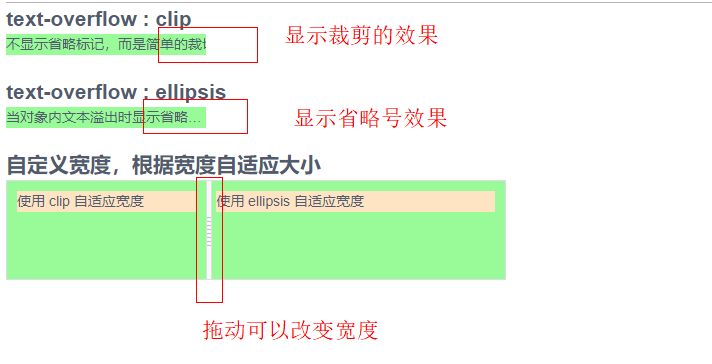 text-overflow : clip
不显示省略标记，而是简单的裁
显示裁剪的效果
text-overflow : ellipsis
当对象内文本溢出时显示省略...
显示省略号效果
自定义宽度，根据宽度自适应大小
使用 clip 自适应宽度
使用 ellipsis 自适应宽度
拖动可以改变宽度